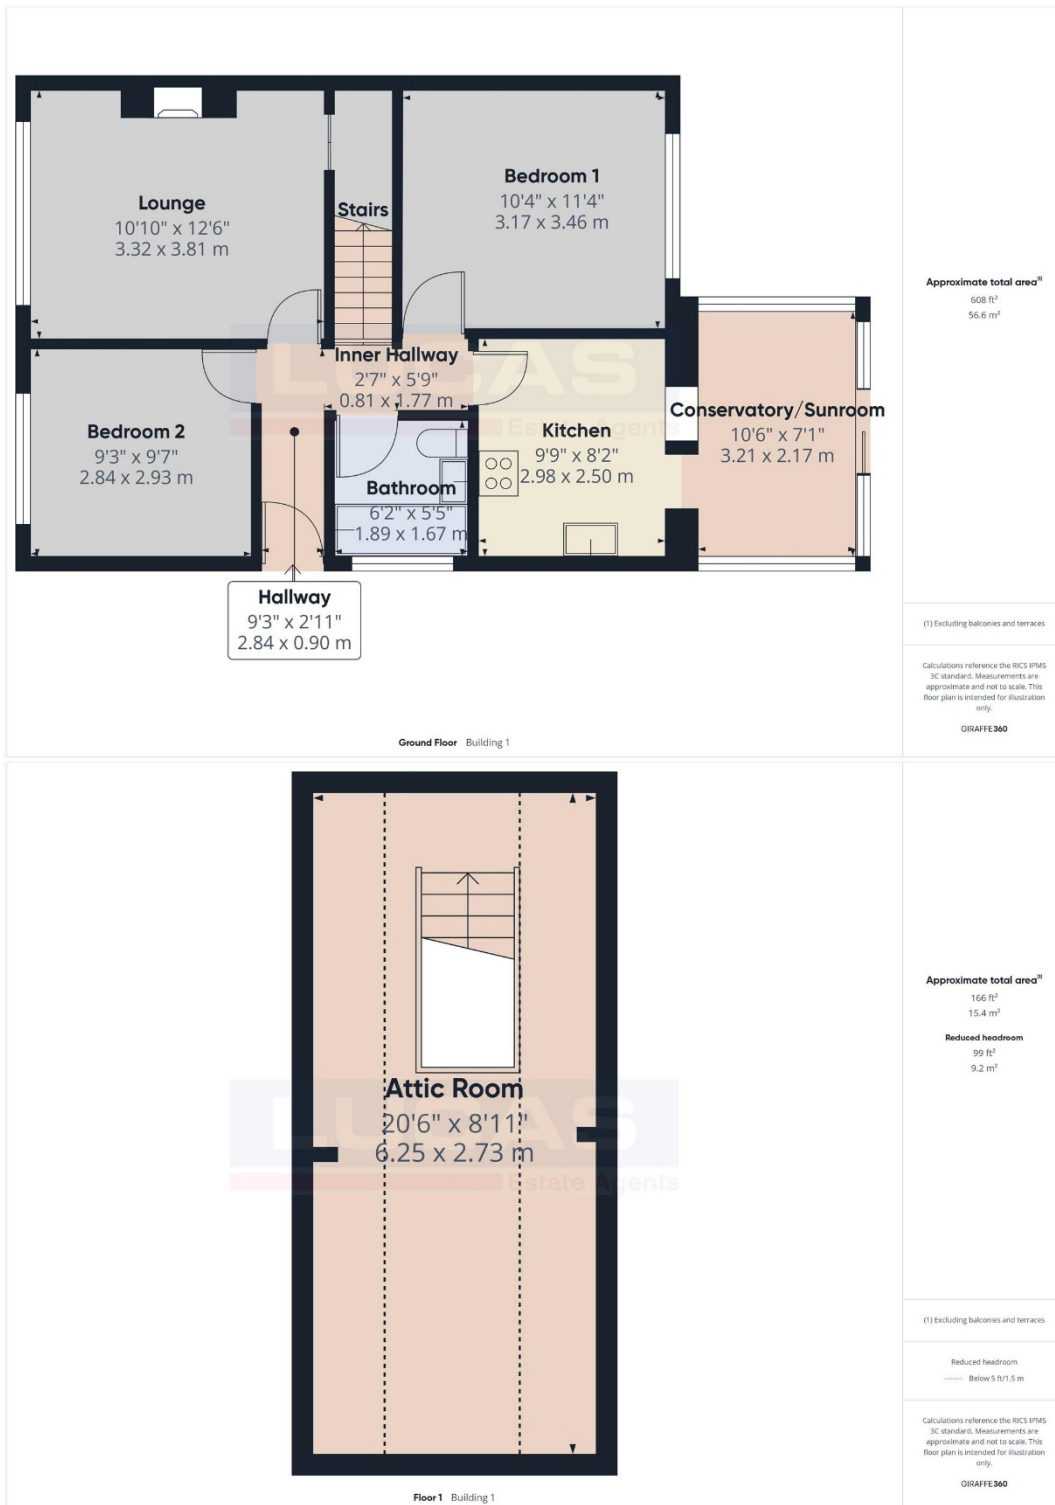 Lounge
10'10" x 12'6"
3.32 x 3.81 m
Stairs
Bedroom 1
10'4" x 11'4"
3.17 x 3.46 m
Inner Hallway
2'7" x 5'9"
0.81 x 1.77 m
Bedroom 2
9'3" x 9'7"
2.84 x 2.93 m
Bathroom
6'2" x 5'5"
1.89 x 1.67 m
Kitchen
9'9" x 8'2"
2.98 x 2.50 m
Conservatory/Sunroom
10'6" x 7'1"
3.21 x 2.17 m
Hallway
9'3" x 2'11"
2.84 x 0.90 m
LUCAS
Estate Agents
Ground Floor Building 1
Approximate total area(1)
608 ft²
56.6 m²
(1) Excluding balconies and terraces
Calculations reference the RICS IPMS
3C standard. Measurements are
approximate and not to scale. This
floor plan is intended for illustration
only.
GIRAFFE360
Attic Room
20'6" x 8'11"
6.25 x 2.73 m
LUCAS
Estate Agents
Floor 1 Building 1
Approximate total area(1)
166 ft²
15.4 m²
Reduced headroom
99 ft²
9.2 m²
(1) Excluding balconies and terraces
Reduced headroom
Below 5 ft/1.5 m
Calculations reference the RICS IPMS
3C standard. Measurements are
approximate and not to scale. This
floor plan is intended for illustration
only.
GIRAFFE360